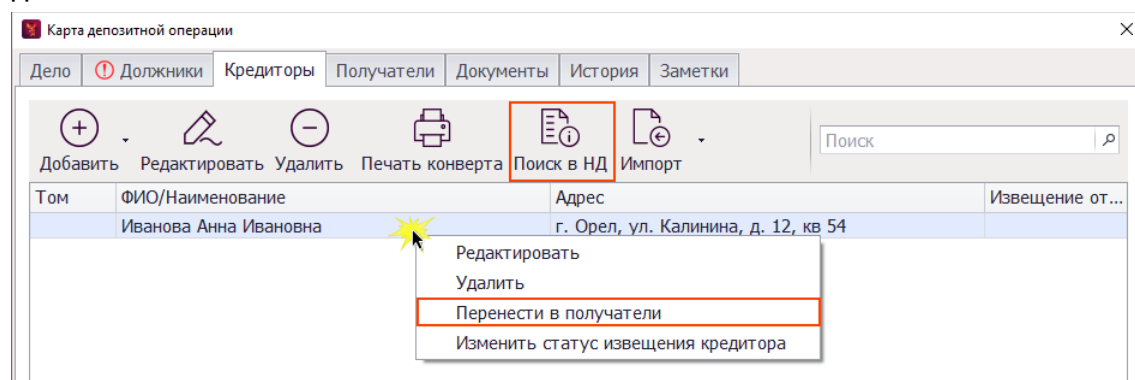 Карта депозитной операции
Дело Должники Кредиторы Получатели Документы История Заметки
Добавить Редактировать Удалить Печать конверта Поиск в НД Импорт Поиск
Том ФИО/Наименование Адрес Извещение от...
Иванова Анна Ивановна г. Орел, ул. Калинина, д. 12, кв 54
Редактировать
Удалить
Перенести в получатели
Изменить статус извещения кредитора